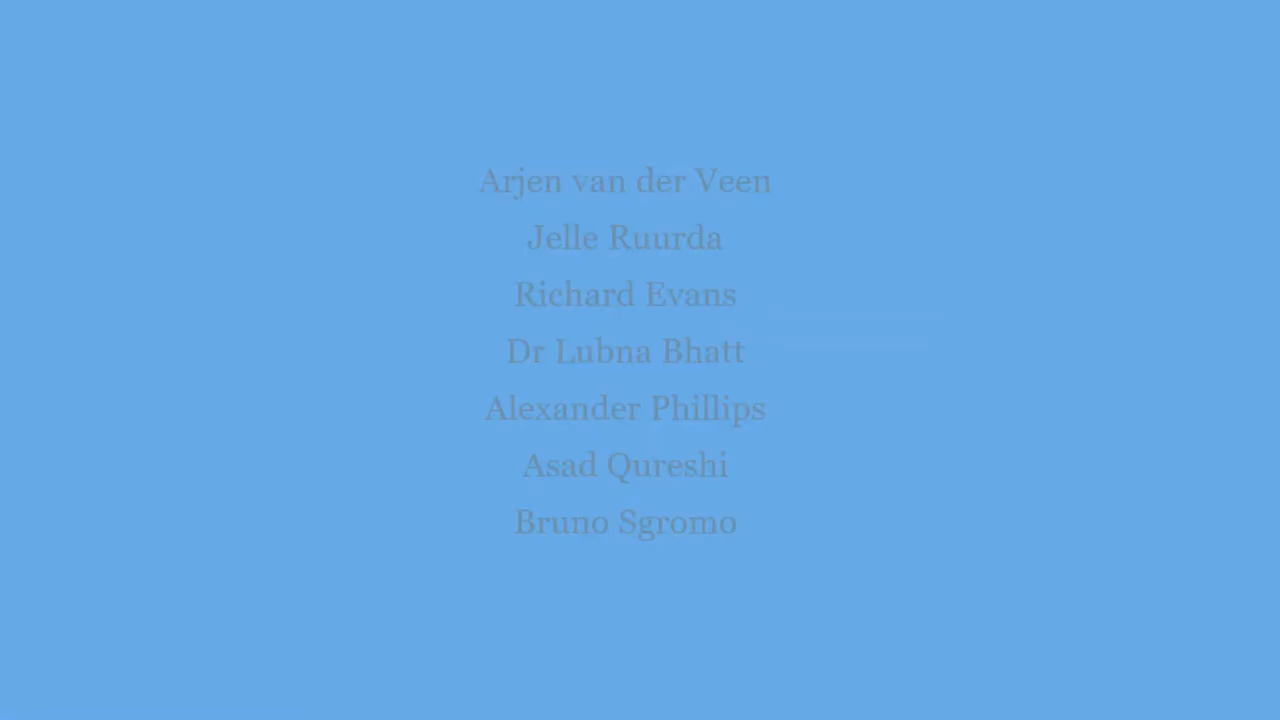 Arjen van der Veen
Jelle Ruurda
Richard Evans
Dr Lubna Bhatt
Alexander Phillips
Asad Qureshi
Bruno Sgromo